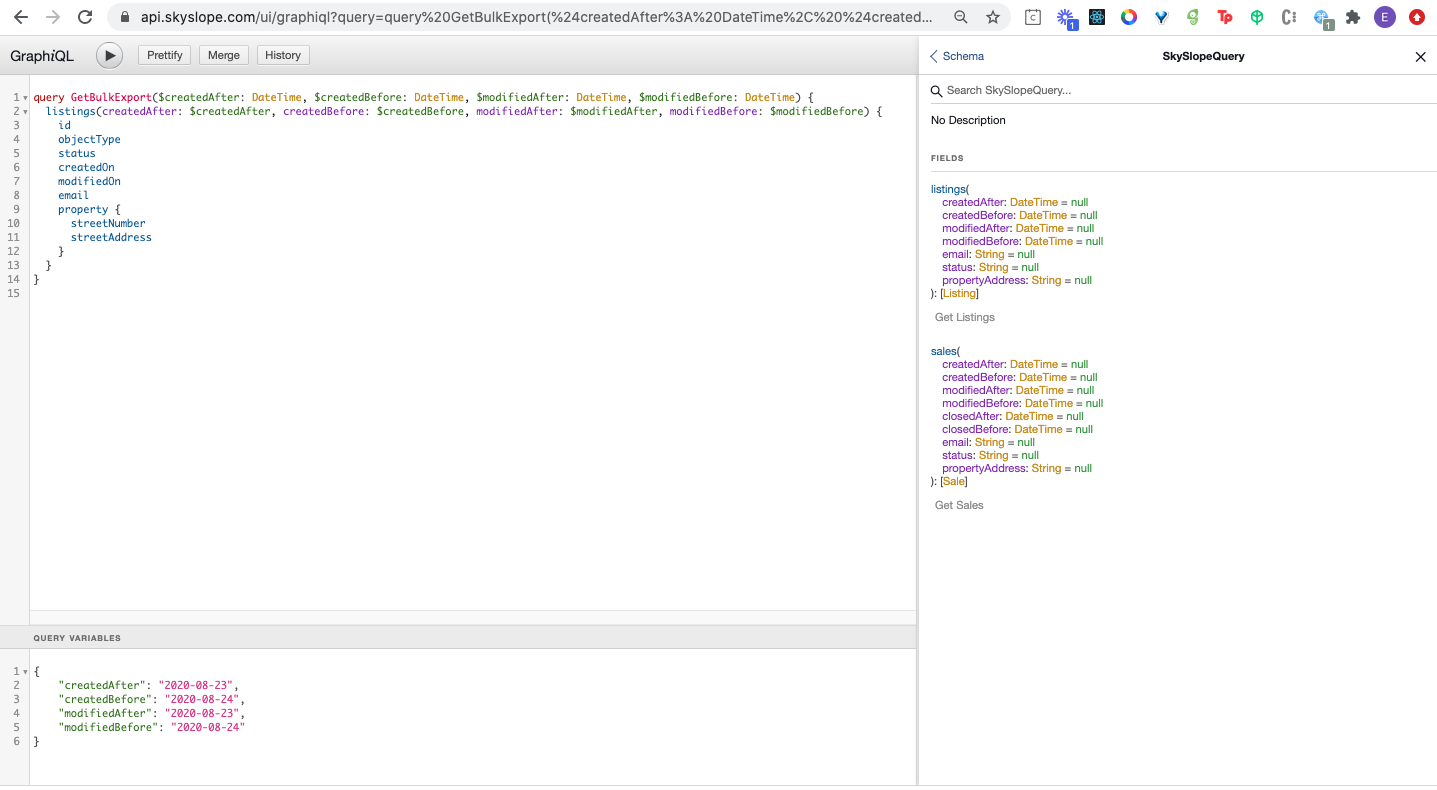 api.skyslope.com/ui/graphiql?query=query%20GetBulkExport(%24createdAfter%3A%20DateTime%2C%20%24created...
1
Tp
1
E
GraphiQL
Prettify
Merge
History
Schema
SkySlopeQuery
1 query GetBulkExport($createdAfter: DateTime, $createdBefore: DateTime, $modifiedAfter: DateTime, $modifiedBefore: DateTime) {
2 listings(createdAfter: $createdAfter, createdBefore: $createdBefore, modifiedAfter: $modifiedAfter, modifiedBefore: $modifiedBefore) {
3 id
4 objectType
5 status
6 createdOn
7 modifiedOn
8 email
9 property {
10 streetNumber
11 streetAddress
12 }
13 }
14 }
15
QUERY VARIABLES
1 {
2 "createdAfter": "2020-08-23",
3 "createdBefore": "2020-08-24",
4 "modifiedAfter": "2020-08-23",
5 "modifiedBefore": "2020-08-24"
6 }
Search SkySlopeQuery...
No Description
FIELDS
listings(
createdAfter: DateTime = null
createdBefore: DateTime = null
modifiedAfter: DateTime = null
modifiedBefore: DateTime = null
email: String = null
status: String = null
propertyAddress: String = null
): [Listing]
Get Listings
sales(
createdAfter: DateTime = null
createdBefore: DateTime = null
modifiedAfter: DateTime = null
modifiedBefore: DateTime = null
closedAfter: DateTime = null
closedBefore: DateTime = null
email: String = null
status: String = null
propertyAddress: String = null
): [Sale]
Get Sales